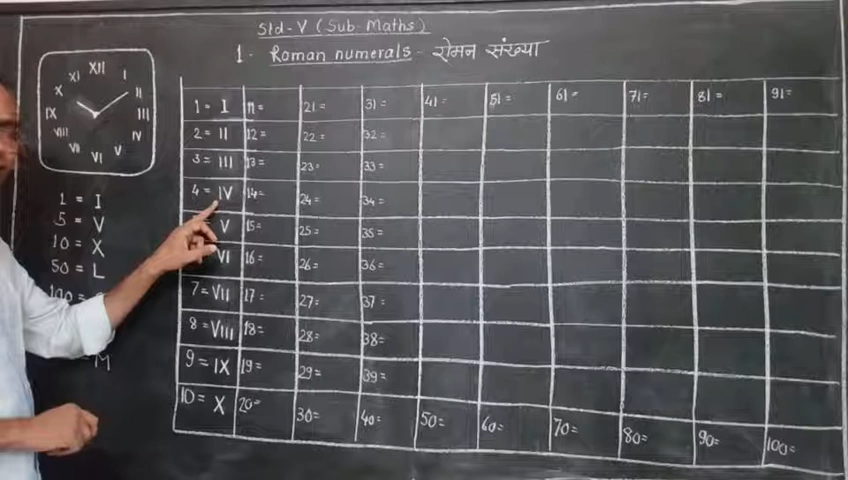 Std-V (Sub-Maths)
1. Roman numerals - रोमन संख्या
XII
XI I
X II
IX III
VIII IV
VII V
VI
1 = I
5 = V
10 = X
50 = L
100 =
= M
1 = I 11= 21= 31= 41= 51= 61= 71= 81= 91=
2 = II 12= 22= 32=
3 = III 13= 23= 33=
4 = IV 14= 24= 34=
V 15= 25= 35=
VI 16= 26= 36=
7 = VII 17= 27= 37=
8 = VIII 18= 28= 38=
9 = IX 19= 29= 39=
10 = X 20= 30= 40= 50= 60= 70= 80= 90= 100=